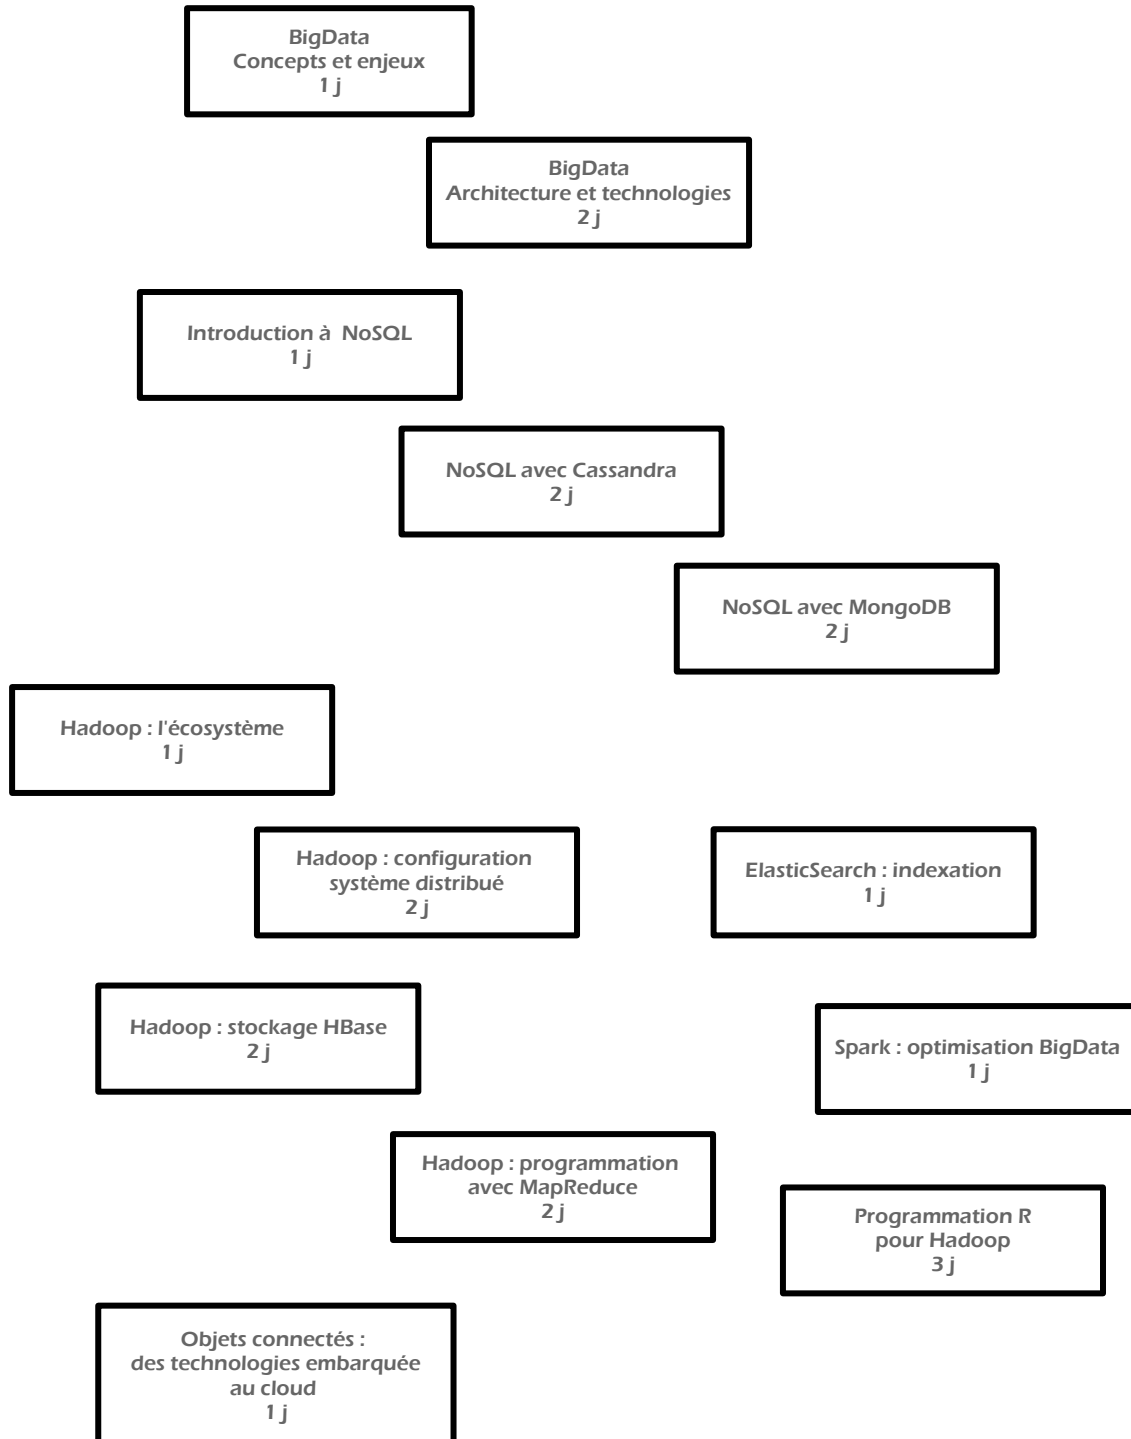 BigData
Concepts et enjeux
1 j
BigData
Architecture et technologies
2 j
Introduction à  NoSQL
1 j
NoSQL avec Cassandra
2 j
NoSQL avec MongoDB
2 j
Hadoop : l'écosystème
1 j
Hadoop : configuration
système distribué
2 j
ElasticSearch : indexation
1 j
Hadoop : stockage HBase
2 j
Spark : optimisation BigData
1 j
Hadoop : programmation
avec MapReduce
2 j
Programmation R
pour Hadoop
3 j
Objets connectés :
des technologies embarquée
au cloud
1 j